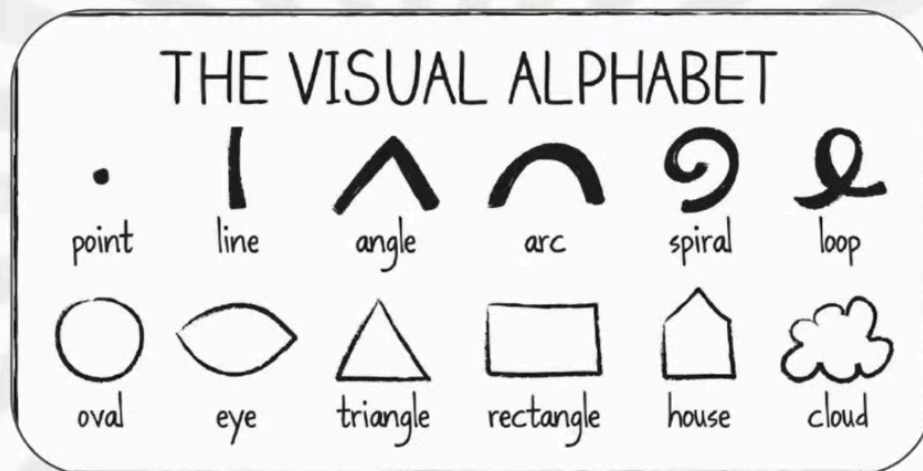 THE VISUAL ALPHABET
point line angle arc spiral loop
oval eye triangle rectangle house cloud